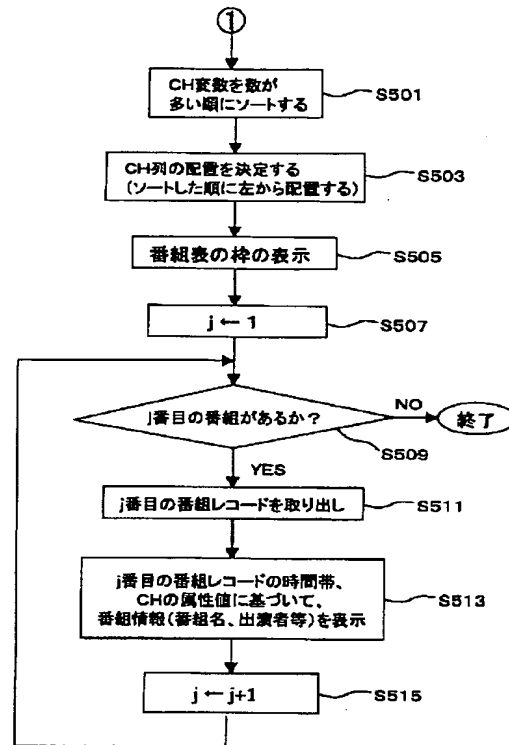 ①
CH変数を数が
多い順にソートする
S501
CH列の配置を決定する
(ソートした順に左から配置する)
S503
番組表の枠の表示
S505
j ← 1
S507
j番目の番組があるか?
NO
終了
S509
YES
j番目の番組レコードを取り出し
S511
j番目の番組レコードの時間帯、
CHの属性値に基づいて、
番組情報(番組名、出演者等)を表示
S513
j ← j+1
S515